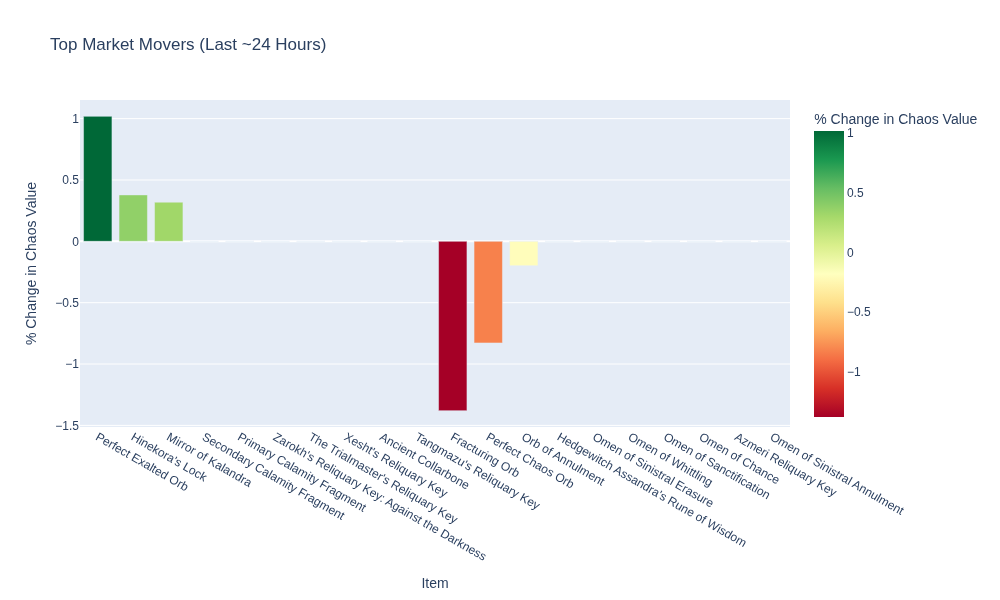 Top Market Movers (Last ~24 Hours)
% Change in Chaos Value
1
0.5
0
−0.5
−1
−1.5
Perfect Exalted Orb
Hinekora's Lock
Mirror of Kalandra
Secondary Calamity Fragment
Primary Calamity Fragment
Zarokh's Reliquary Key: Against the Darkness
The Trialmaster's Reliquary Key
Xesht's Reliquary Key
Ancient Collarbone
Tangmazu's Reliquary Key
Fracturing Orb
Perfect Chaos Orb
Orb of Annulment
Hedgewitch Assandra's Rune of Wisdom
Omen of Sinistral Erasure
Omen of Whittling
Omen of Sanctification
Omen of Chance
Azmeri Reliquary Key
Omen of Sinistral Annulment
Item
% Change in Chaos Value
1
0.5
0
−0.5
−1